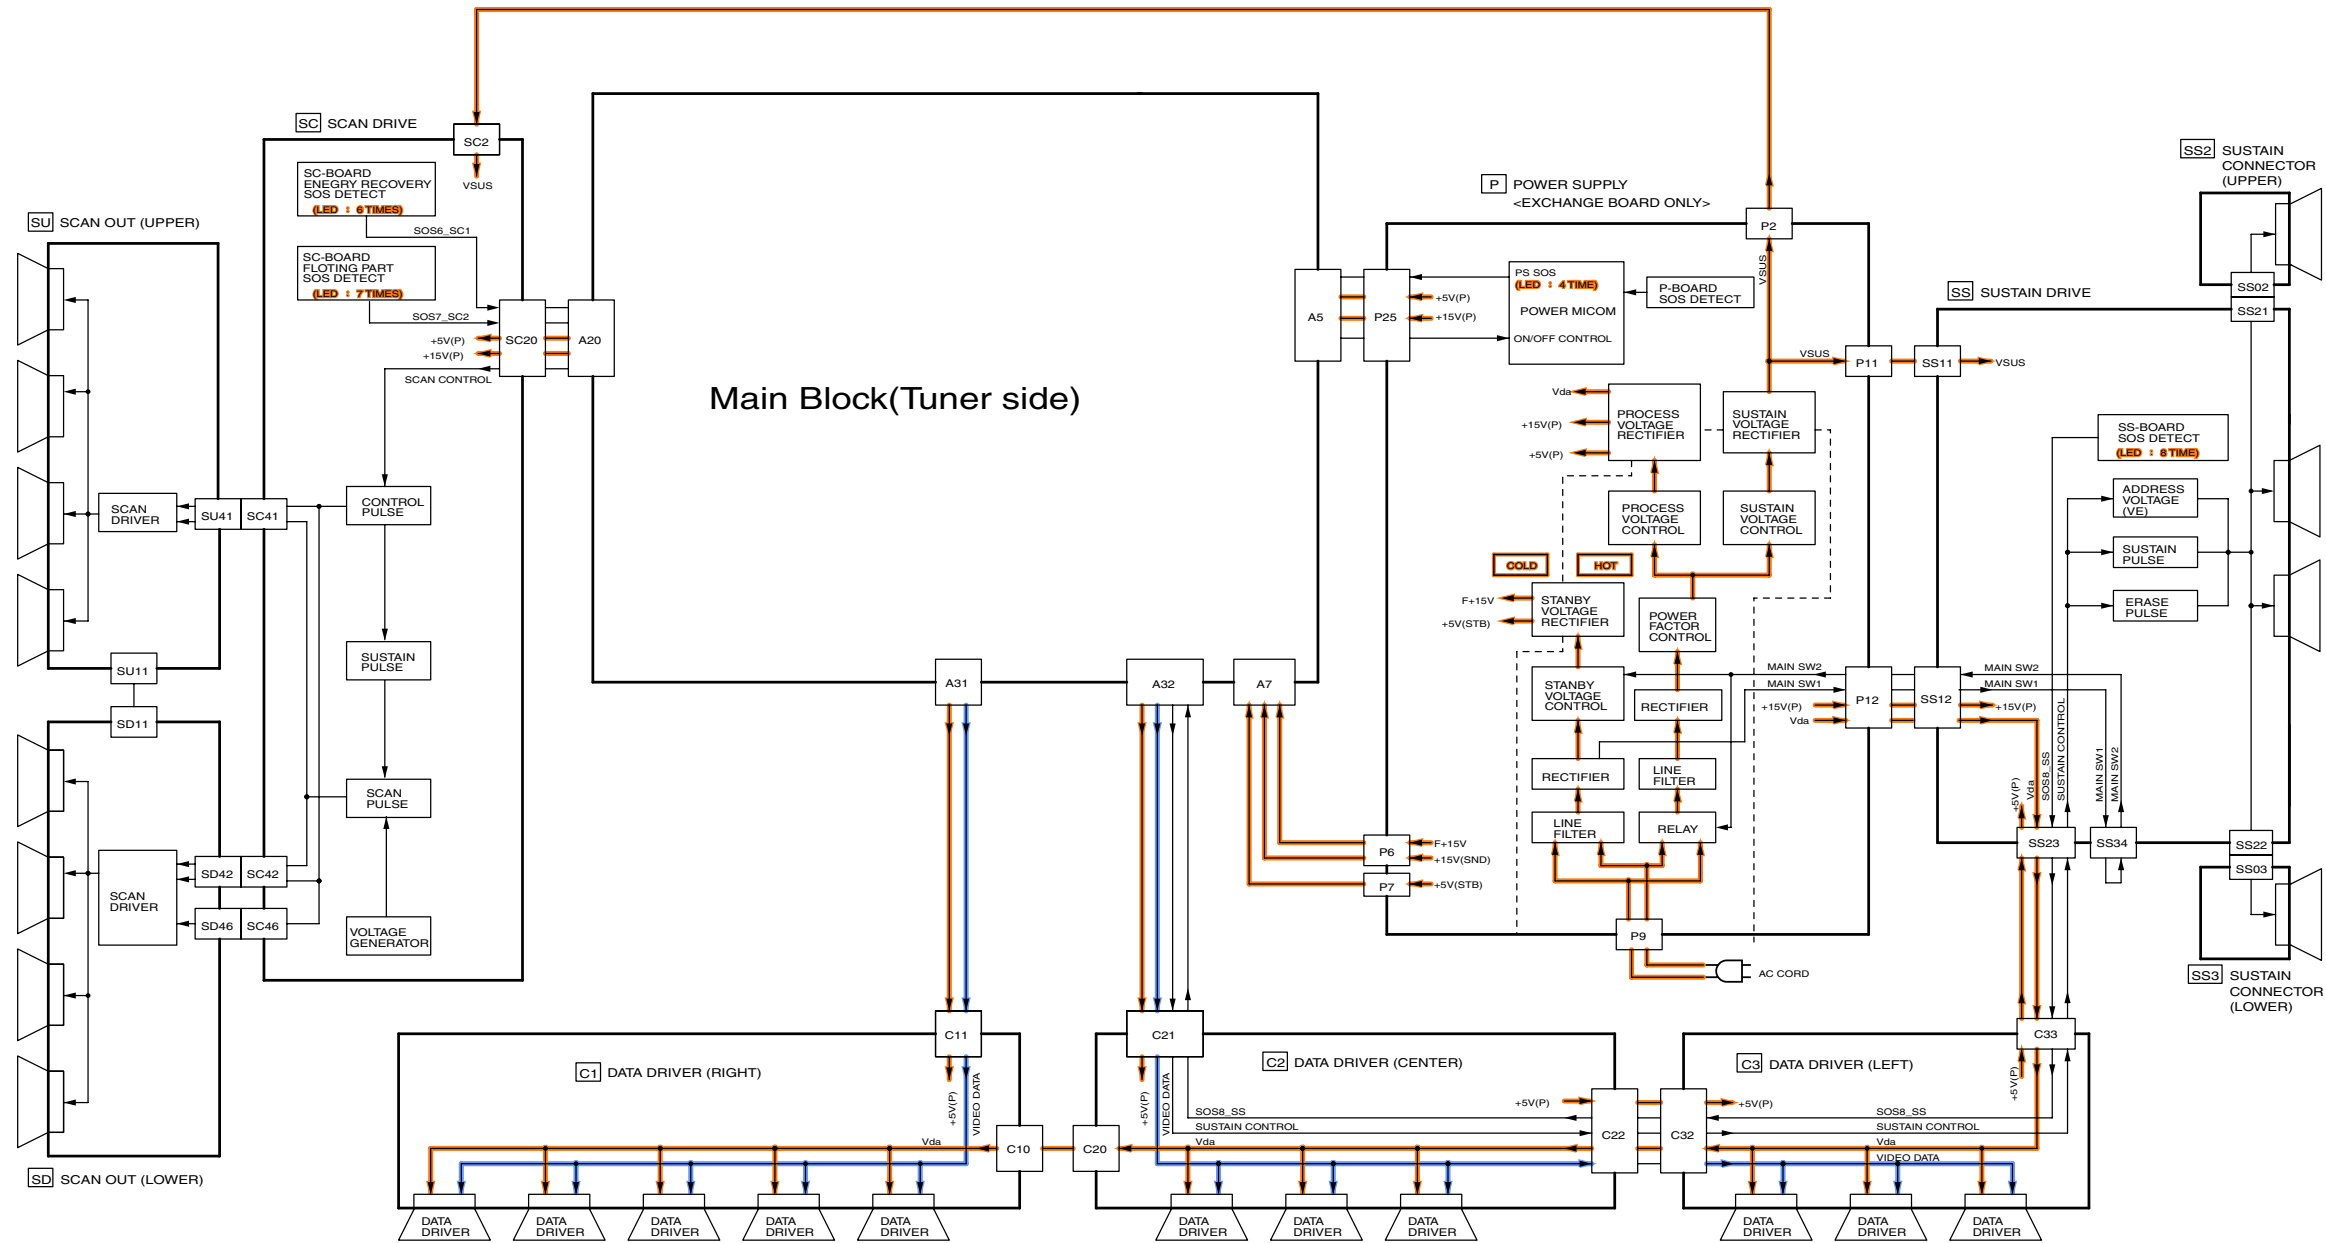 SC SCAN DRIVE
SC2
VSUS
SC-BOARD
ENEGRY RECOVERY
SOS DETECT
(LED : 6 TIMES)
SOS6_SC1
SC-BOARD
FLOTING PART
SOS DETECT
(LED : 7 TIMES)
SOS7_SC2
+5V(P)
+15V(P)
SCAN CONTROL
SC20
A20
SU SCAN OUT (UPPER)
SCAN
DRIVER
SU41
SC41
CONTROL
PULSE
SUSTAIN
PULSE
SCAN
PULSE
VOLTAGE
GENERATOR
SU11
SD11
SCAN
DRIVER
SD42
SC42
SD46
SC46
SD SCAN OUT (LOWER)
Main Block(Tuner side)
A5
A31
A32
A7
P POWER SUPPLY
<EXCHANGE BOARD ONLY>
P2
VSUS
P25
+5V(P)
+15V(P)
PS SOS
(LED : 4 TIME)
POWER MICOM
ON/OFF CONTROL
P-BOARD
SOS DETECT
VSUS
P11
SS11
VSUS
Vda
+15V(P)
+5V(P)
PROCESS
VOLTAGE
RECTIFIER
SUSTAIN
VOLTAGE
RECTIFIER
PROCESS
VOLTAGE
CONTROL
SUSTAIN
VOLTAGE
CONTROL
COLD
HOT
F+15V
+5V(STB)
STANBY
VOLTAGE
RECTIFIER
POWER
FACTOR
CONTROL
STANBY
VOLTAGE
CONTROL
RECTIFIER
RECTIFIER
LINE
FILTER
LINE
FILTER
RELAY
MAIN SW2
MAIN SW1
+15V(P)
Vda
P12
SS12
MAIN SW2
MAIN SW1
+15V(P)
P6
P7
F+15V
+15V(SND)
+5V(STB)
P9
AC CORD
SS SUSTAIN DRIVE
SS2 SUSTAIN
CONNECTOR
(UPPER)
SS02
SS21
SS-BOARD
SOS DETECT
(LED : 8 TIME)
ADDRESS
VOLTAGE
(VE)
SUSTAIN
PULSE
ERASE
PULSE
+5V(P)
Vda
SOS8_SS
SUSTAIN CONTROL
MAIN SW1
MAIN SW2
SS23
SS34
SS22
SS03
SS3 SUSTAIN
CONNECTOR
(LOWER)
C11
C1 DATA DRIVER (RIGHT)
+5V(P)
VIDEO DATA
Vda
C10
C20
C21
C2 DATA DRIVER (CENTER)
+5V(P)
VIDEO DATA
SOS8_SS
SUSTAIN CONTROL
Vda
+5V(P)
C22
C32
C3 DATA DRIVER (LEFT)
C33
+5V(P)
+5V(P)
SOS8_SS
SUSTAIN CONTROL
Vda
VIDEO DATA
DATA
DRIVER
DATA
DRIVER
DATA
DRIVER
DATA
DRIVER
DATA
DRIVER
DATA
DRIVER
DATA
DRIVER
DATA
DRIVER
DATA
DRIVER
DATA
DRIVER
DATA
DRIVER